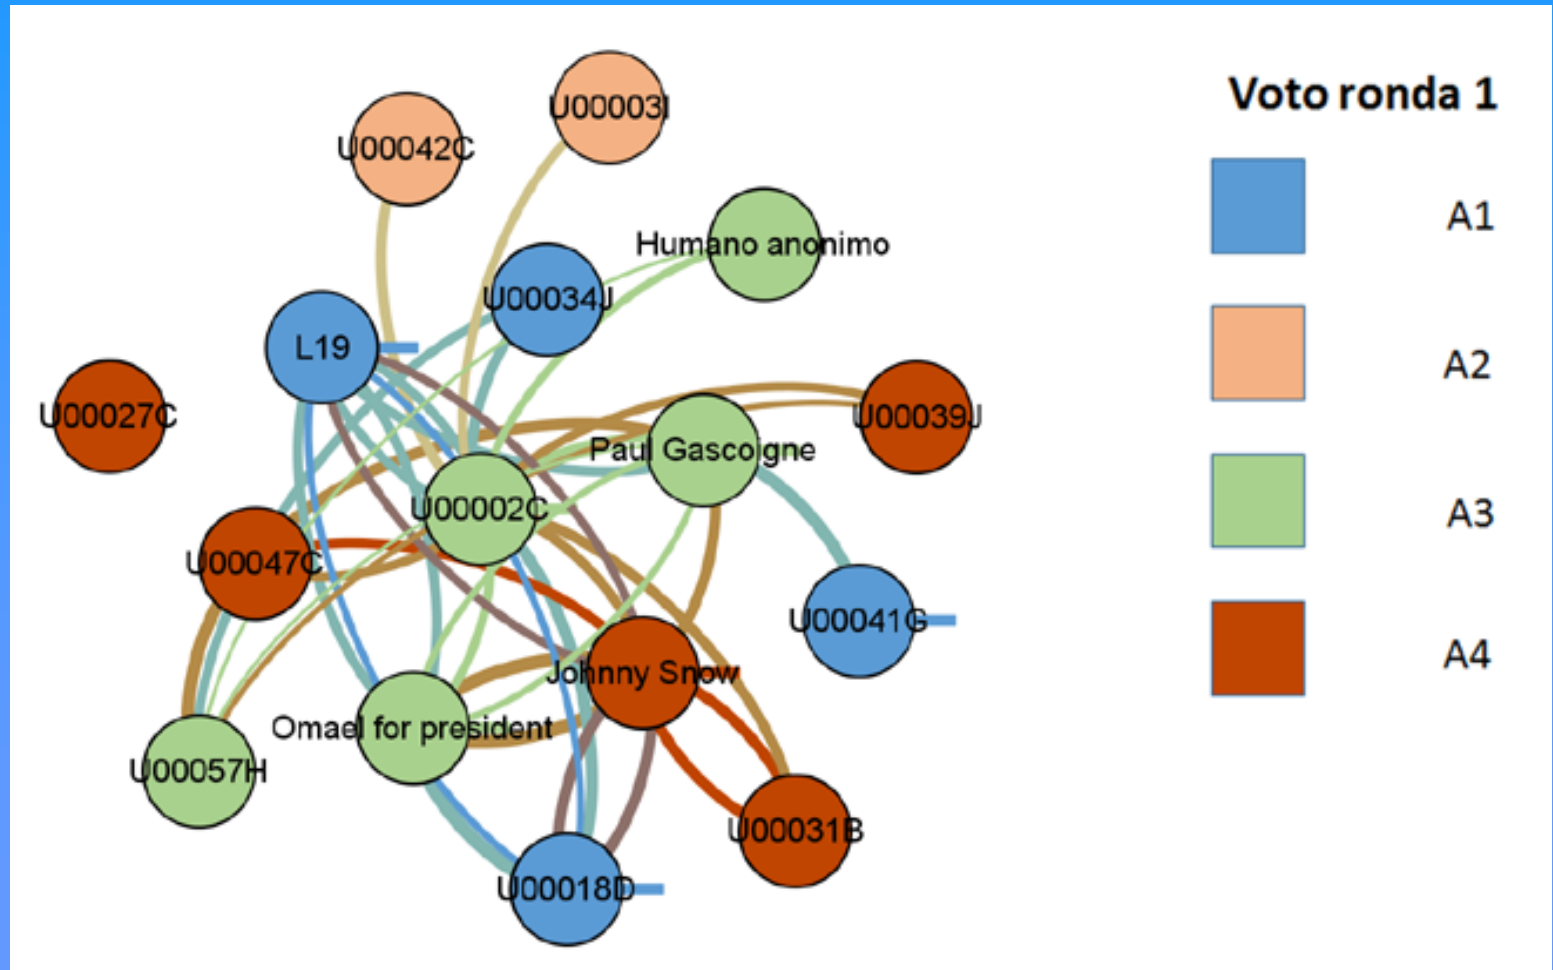 U00003I
Voto ronda 1
U00042C
A1
Humano anonimo
U00034J
L19
A2
U00027C
U00039J
Paul Gascoigne
U00002C
A3
U00047C
U00041G
A4
Johnny Snow
Omael for president
U00057H
U00031B
U00018D